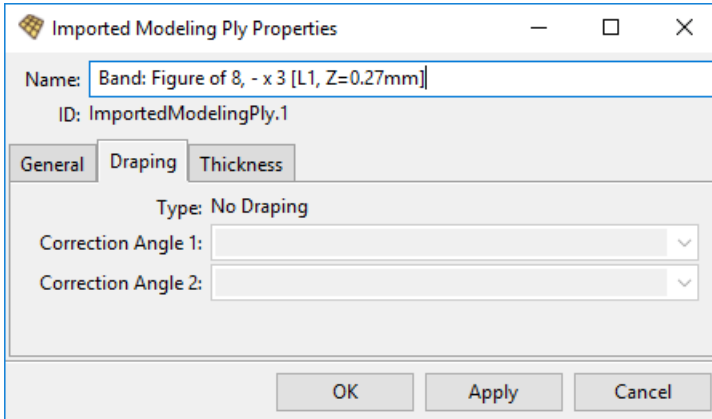 Imported Modeling Ply Properties
Name: Band: Figure of 8, - x 3 [L1, Z=0.27mm]
ID: ImportedModelingPly.1
General Draping Thickness
Type: No Draping
Correction Angle 1:
Correction Angle 2:
OK Apply Cancel